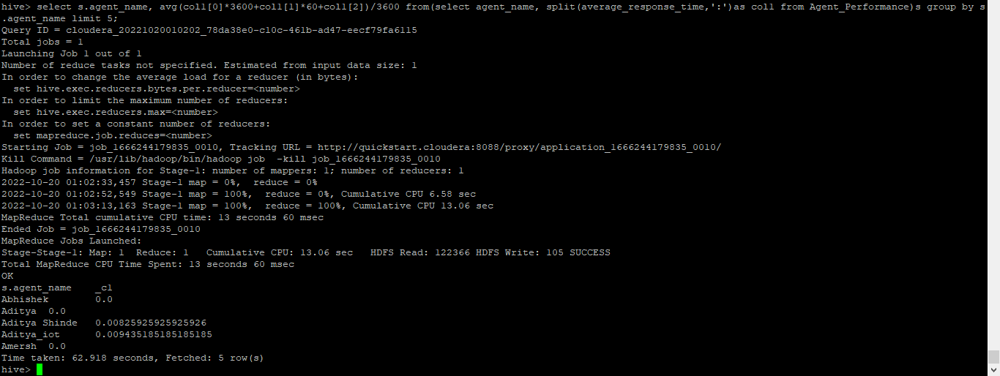 hive> select s.agent_name, avg(col1[0]*3600+col1[1]*60+col1[2])/3600 from(select agent_name, split(average_response_time,':')as col1 from Agent_Performance)s group by s
.agent_name limit 5;
Query ID = cloudera_20221020010202_78da38e0-c10c-461b-ad47-eecf79fa6115
Total jobs = 1
Launching Job 1 out of 1
Number of reduce tasks not specified. Estimated from input data size: 1
In order to change the average load for a reducer (in bytes):
  set hive.exec.reducers.bytes.per.reducer=<number>
In order to limit the maximum number of reducers:
  set hive.exec.reducers.max=<number>
In order to set a constant number of reducers:
  set mapreduce.job.reduces=<number>
Starting Job = job_1666244179835_0010, Tracking URL = http://quickstart.cloudera:8088/proxy/application_1666244179835_0010/
Kill Command = /usr/lib/hadoop/bin/hadoop job  -kill job_1666244179835_0010
Hadoop job information for Stage-1: number of mappers: 1; number of reducers: 1
2022-10-20 01:02:33,457 Stage-1 map = 0%,  reduce = 0%
2022-10-20 01:02:52,549 Stage-1 map = 100%,  reduce = 0%, Cumulative CPU 6.58 sec
2022-10-20 01:03:13,163 Stage-1 map = 100%,  reduce = 100%, Cumulative CPU 13.06 sec
MapReduce Total cumulative CPU time: 13 seconds 60 msec
Ended Job = job_1666244179835_0010
MapReduce Jobs Launched:
Stage-Stage-1: Map: 1  Reduce: 1   Cumulative CPU: 13.06 sec   HDFS Read: 122366 HDFS Write: 105 SUCCESS
Total MapReduce CPU Time Spent: 13 seconds 60 msec
OK
s.agent_name    _c1
Abhishek        0.0
Aditya  0.0
Aditya Shinde   0.00825925925925926
Aditya_iot      0.009435185185185185
Amersh  0.0
Time taken: 62.918 seconds, Fetched: 5 row(s)
hive>